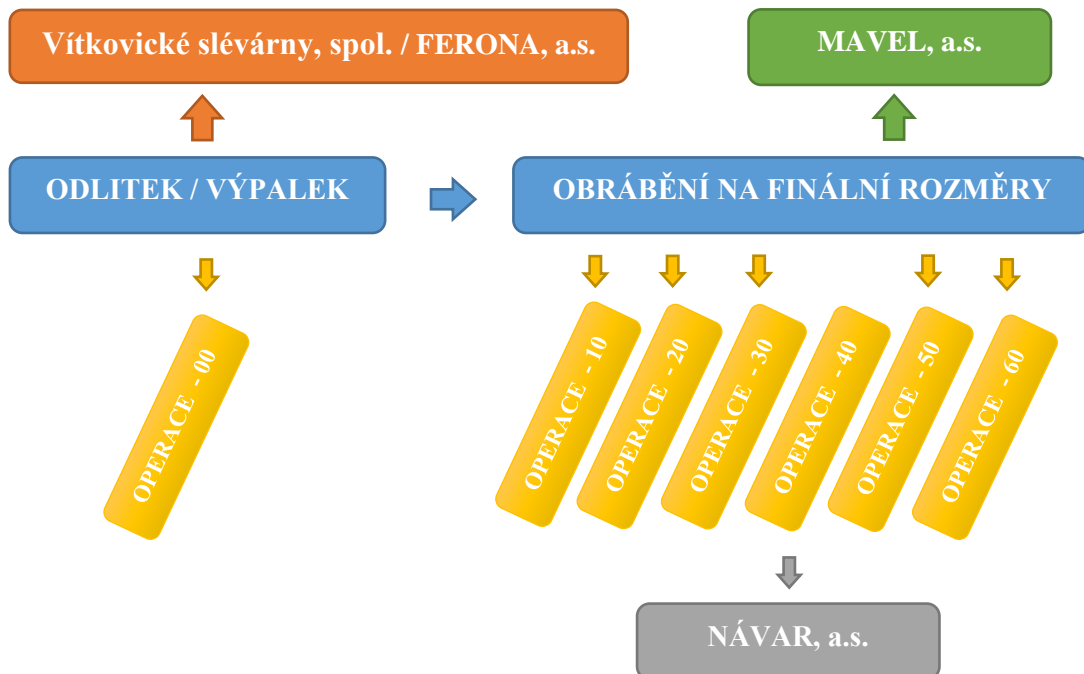 Vítkovické slévárny, spol. / FERONA, a.s.
MAVEL, a.s.
ODLITEK / VÝPALEK
OBRÁBĚNÍ NA FINÁLNÍ ROZMĚRY
OPERACE - 00
OPERACE - 10
OPERACE - 20
OPERACE - 30
OPERACE - 40
OPERACE - 50
OPERACE - 60
NÁVAR, a.s.